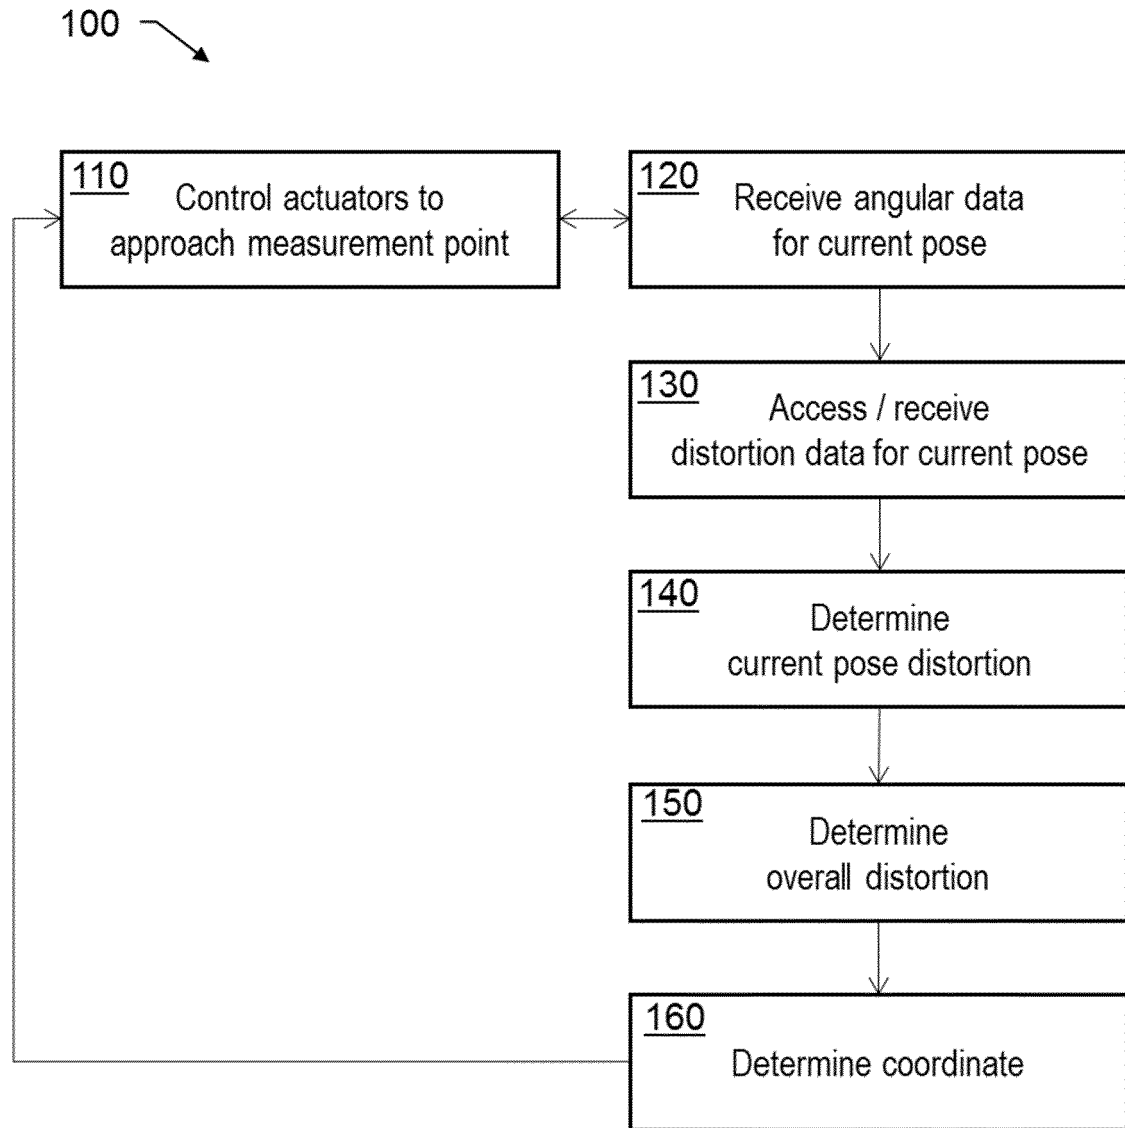 100
110
Control actuators to
approach measurement point
120
Receive angular data
for current pose
130
Access / receive
distortion data for current pose
140
Determine
current pose distortion
150
Determine
overall distortion
160
Determine coordinate